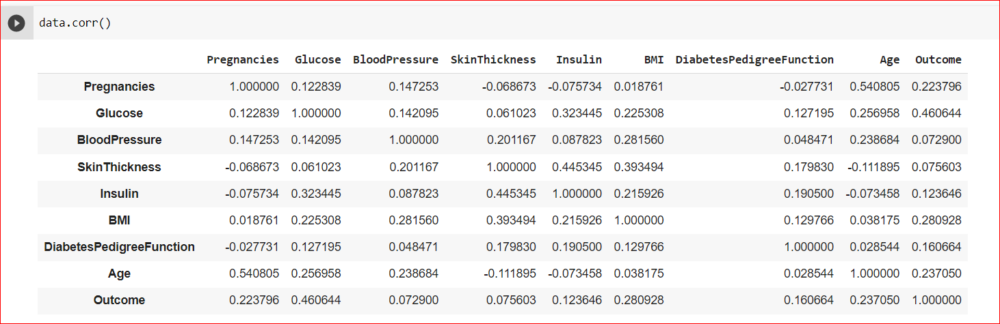 data.corr()
Pregnancies Glucose BloodPressure SkinThickness Insulin BMI DiabetesPedigreeFunction Age Outcome
Pregnancies 1.000000 0.122839 0.147253 -0.068673 -0.075734 0.018761 -0.027731 0.540805 0.223796
Glucose 0.122839 1.000000 0.142095 0.061023 0.323445 0.225308 0.127195 0.256958 0.460644
BloodPressure 0.147253 0.142095 1.000000 0.201167 0.087823 0.281560 0.048471 0.238684 0.072900
SkinThickness -0.068673 0.061023 0.201167 1.000000 0.445345 0.393494 0.179830 -0.111895 0.075603
Insulin -0.075734 0.323445 0.087823 0.445345 1.000000 0.215926 0.190500 -0.073458 0.123646
BMI 0.018761 0.225308 0.281560 0.393494 0.215926 1.000000 0.129766 0.038175 0.280928
DiabetesPedigreeFunction -0.027731 0.127195 0.048471 0.179830 0.190500 0.129766 1.000000 0.028544 0.160664
Age 0.540805 0.256958 0.238684 -0.111895 -0.073458 0.038175 0.028544 1.000000 0.237050
Outcome 0.223796 0.460644 0.072900 0.075603 0.123646 0.280928 0.160664 0.237050 1.000000